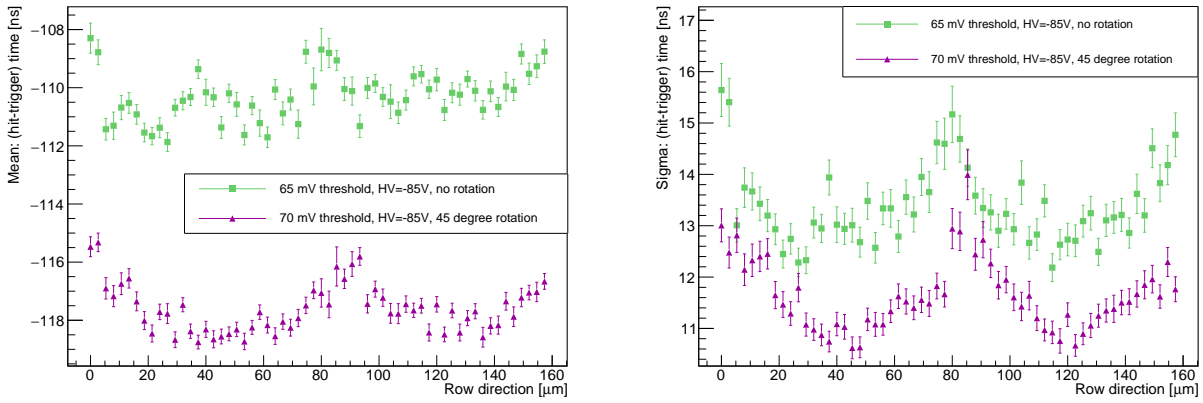 Mean: (hit-trigger) time [ns]
−108
−110
−112
−114
−116
−118
65 mV threshold, HV=-85V, no rotation
70 mV threshold, HV=-85V, 45 degree rotation
0 20 40 60 80 100 120 140 160
Row direction [μm]
Sigma: (hit-trigger) time [ns]
17
16
15
14
13
12
11
65 mV threshold, HV=-85V, no rotation
70 mV threshold, HV=-85V, 45 degree rotation
0 20 40 60 80 100 120 140 160
Row direction [μm]